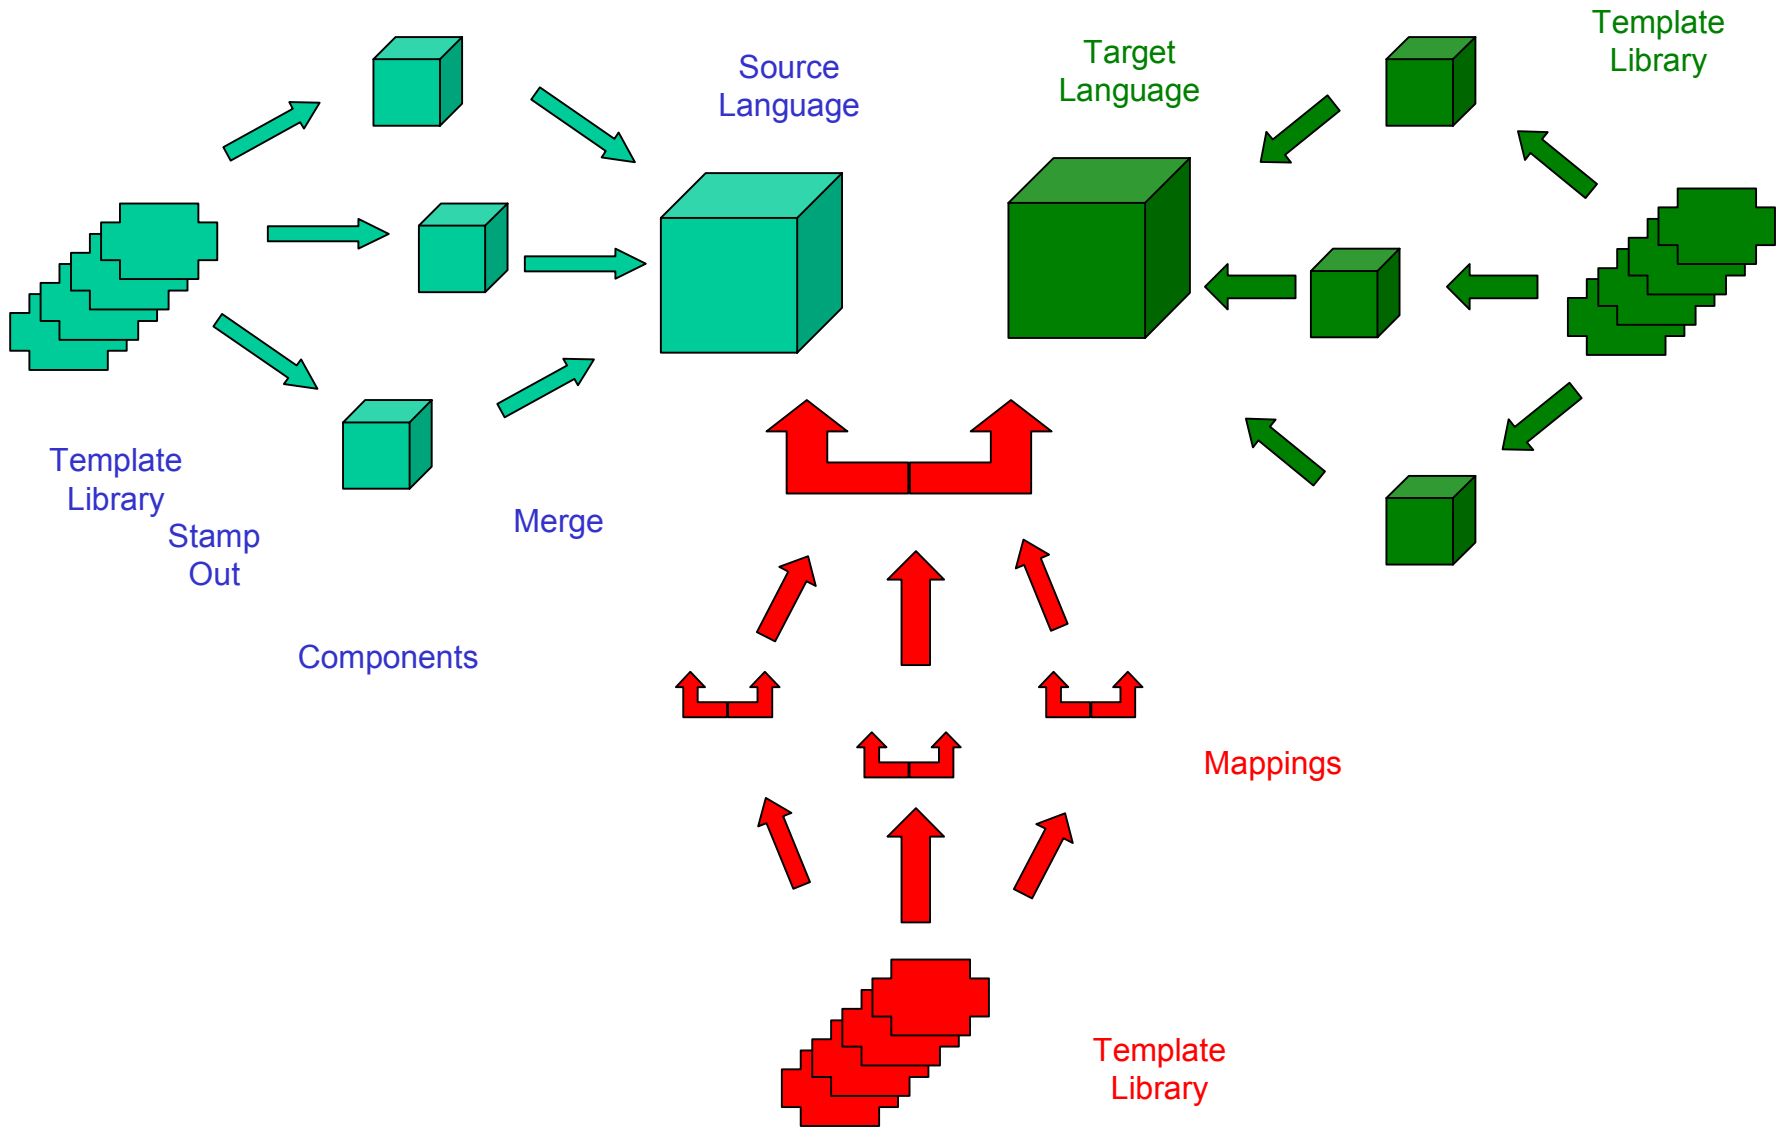 Source
Language
Target
Language
Template
Library
Template
Library
Stamp
Out
Merge
Components
Mappings
Template
Library